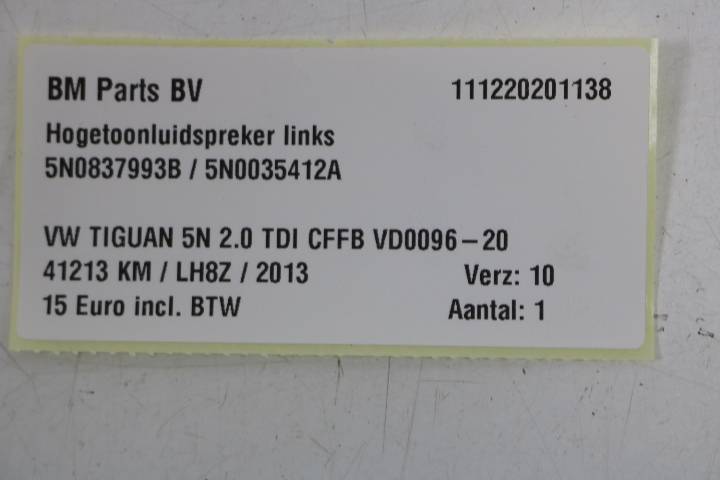 BM Parts BV 111220201138
Hogetoonluidspreker links
5N0837993B / 5N0035412A
VW TIGUAN 5N 2.0 TDI CFFB VD0096-20
41213 KM / LH8Z / 2013 Verz: 10
15 Euro incl. BTW Aantal: 1